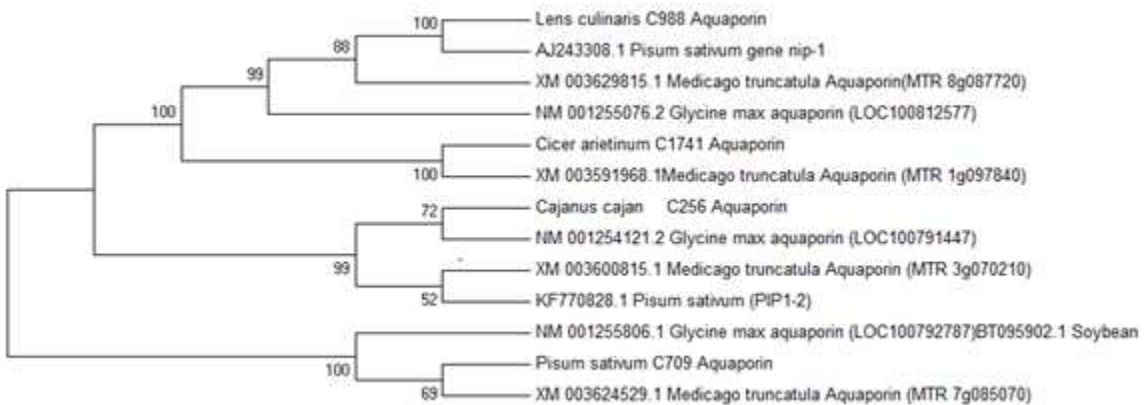 100 Lens culinaris C988 Aquaporin
88 AJ243308.1 Pisum sativum gene nip-1
99 XM 003629815.1 Medicago truncatula Aquaporin(MTR 8g087720)
100 NM 001255076.2 Glycine max aquaporin (LOC100812577)
Cicer arietinum C1741 Aquaporin
100 XM 003591968.1Medicago truncatula Aquaporin (MTR 1g097840)
72 Cajanus cajan C256 Aquaporin
NM 001254121.2 Glycine max aquaporin (LOC100791447)
99 XM 003600815.1 Medicago truncatula Aquaporin (MTR 3g070210)
52 KF770828.1 Pisum sativum (PIP1-2)
NM 001255806.1 Glycine max aquaporin (LOC100792787)BT095902.1 Soybean
100 Pisum sativum C709 Aquaporin
69 XM 003624529.1 Medicago truncatula Aquaporin (MTR 7g085070)